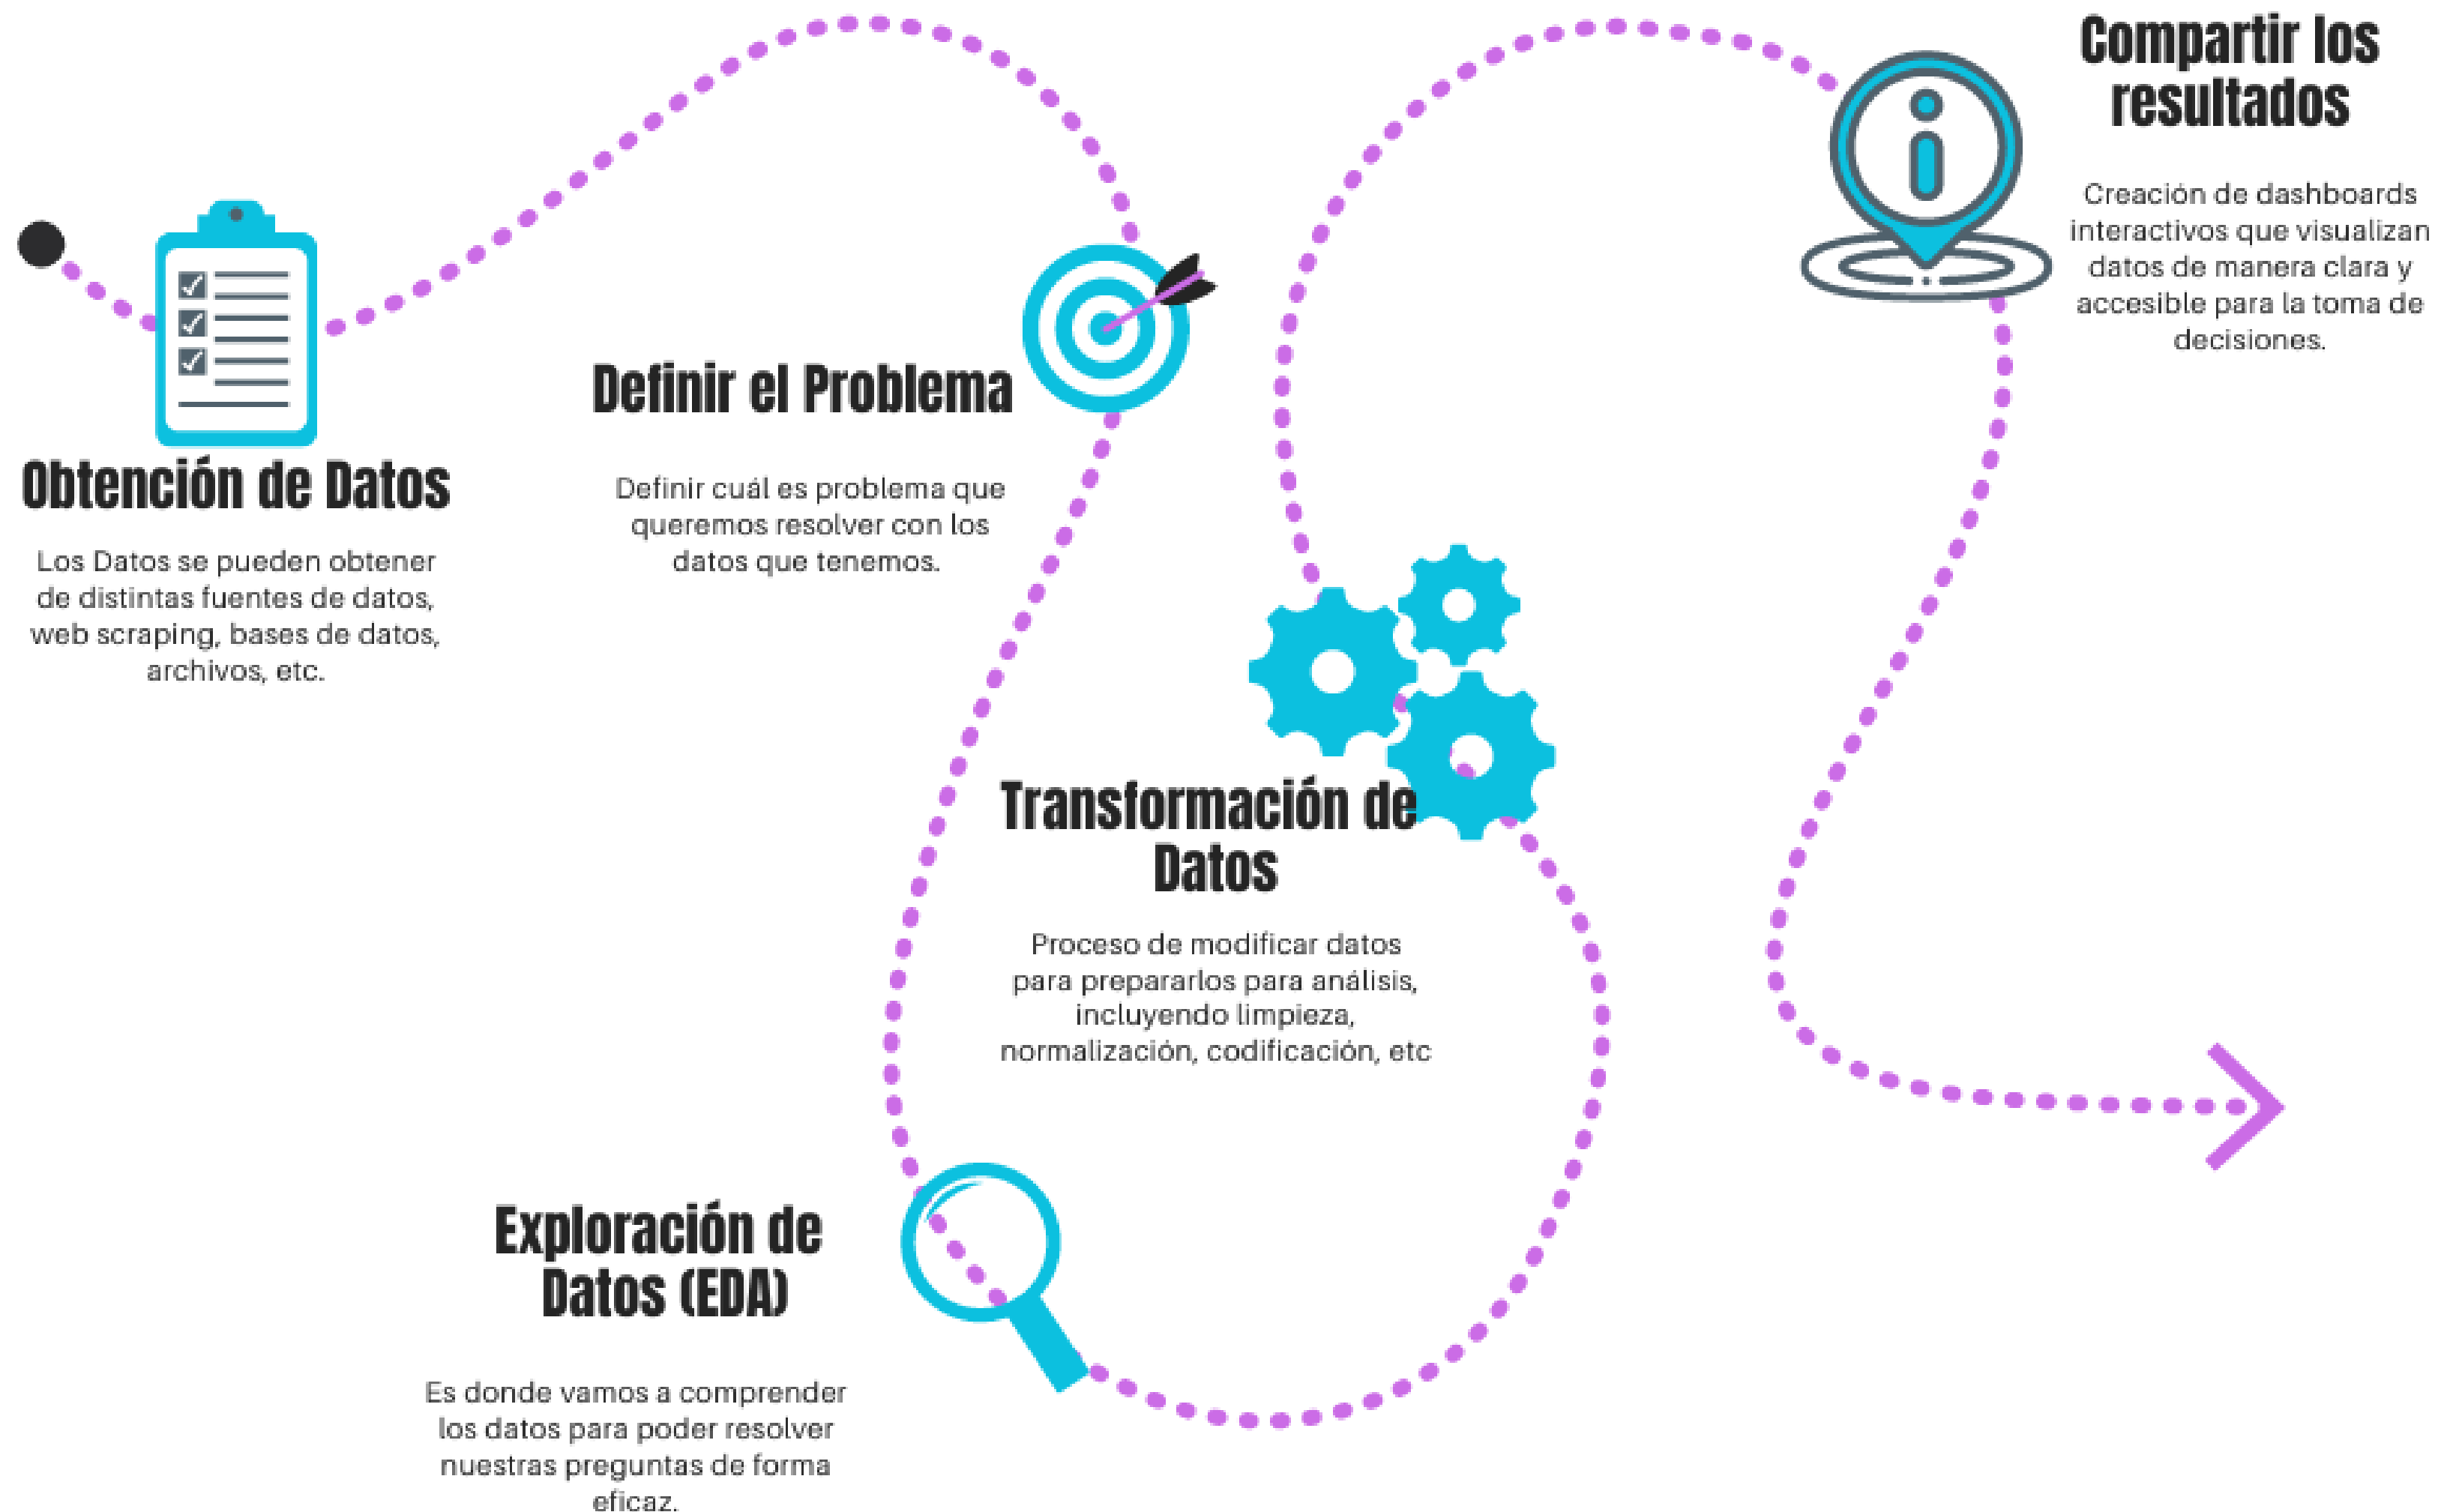 Obtención de Datos
Los Datos se pueden obtener
de distintas fuentes de datos,
web scraping, bases de datos,
archivos, etc.
Definir el Problema
Definir cuál es problema que
queremos resolver con los
datos que tenemos.
Exploración de
Datos (EDA)
Es donde vamos a comprender
los datos para poder resolver
nuestras preguntas de forma
eficaz.
Transformación de
Datos
Proceso de modificar datos
para prepararlos para análisis,
incluyendo limpieza,
normalización, codificación, etc
Compartir los
resultados
Creación de dashboards
interactivos que visualizan
datos de manera clara y
accesible para la toma de
decisiones.